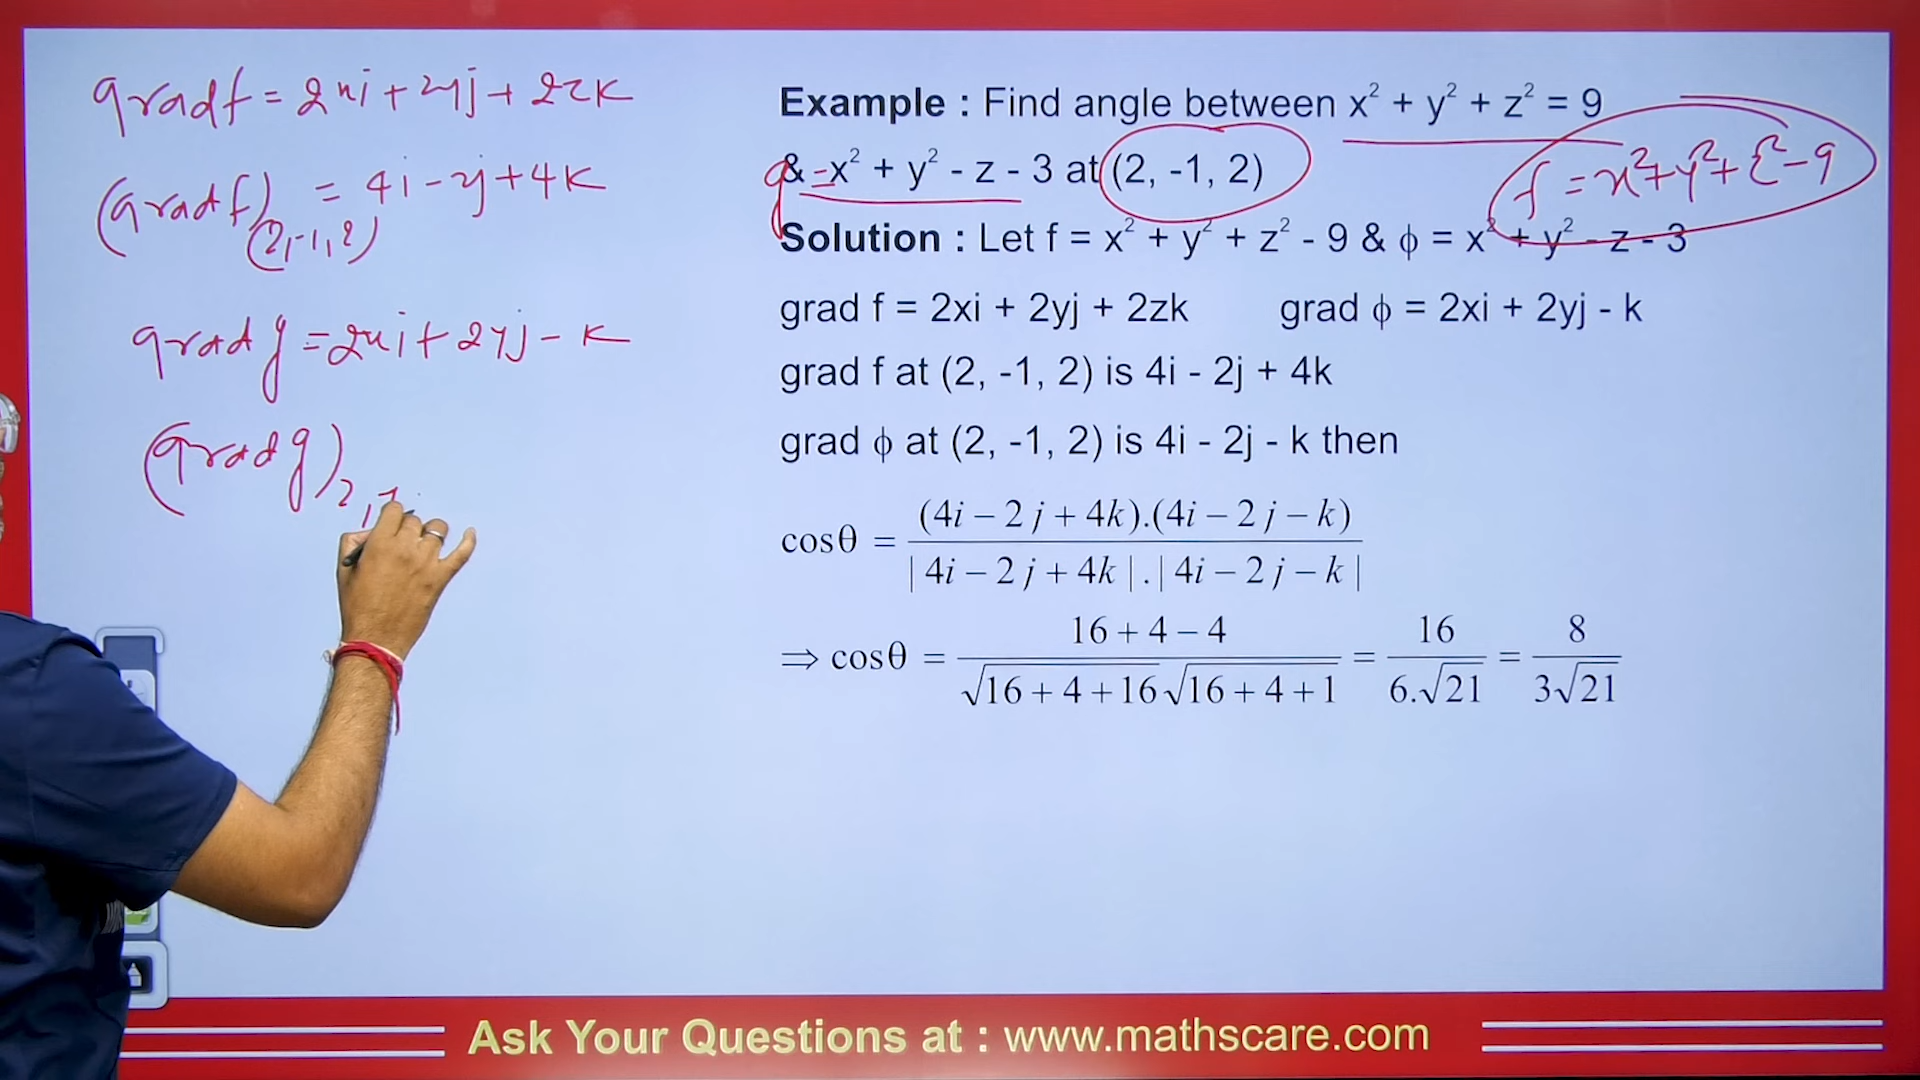 gradf = 2xi + 2yj + 2zk
(gradf)(2,-1,2) = 4i - 2j + 4k
grad g = 2xi + 2yj - k
(grad g)2,-1
Example : Find angle between x² + y² + z² = 9
g = & x² + y² - z - 3 at (2, -1, 2)
f = x² + y² + z² - 9
Solution : Let f = x² + y² + z² - 9 & ϕ = x² + y² - z - 3
grad f = 2xi + 2yj + 2zk grad ϕ = 2xi + 2yj - k
grad f at (2, -1, 2) is 4i - 2j + 4k
grad ϕ at (2, -1, 2) is 4i - 2j - k then
cosθ = (4i – 2j + 4k).(4i – 2j – k) / | 4i – 2j + 4k | . | 4i – 2j – k |
⇒ cosθ = 16 + 4 – 4 / √16 + 4 + 16 √16 + 4 + 1 = 16 / 6.√21 = 8 / 3√21
Ask Your Questions at : www.mathscare.com